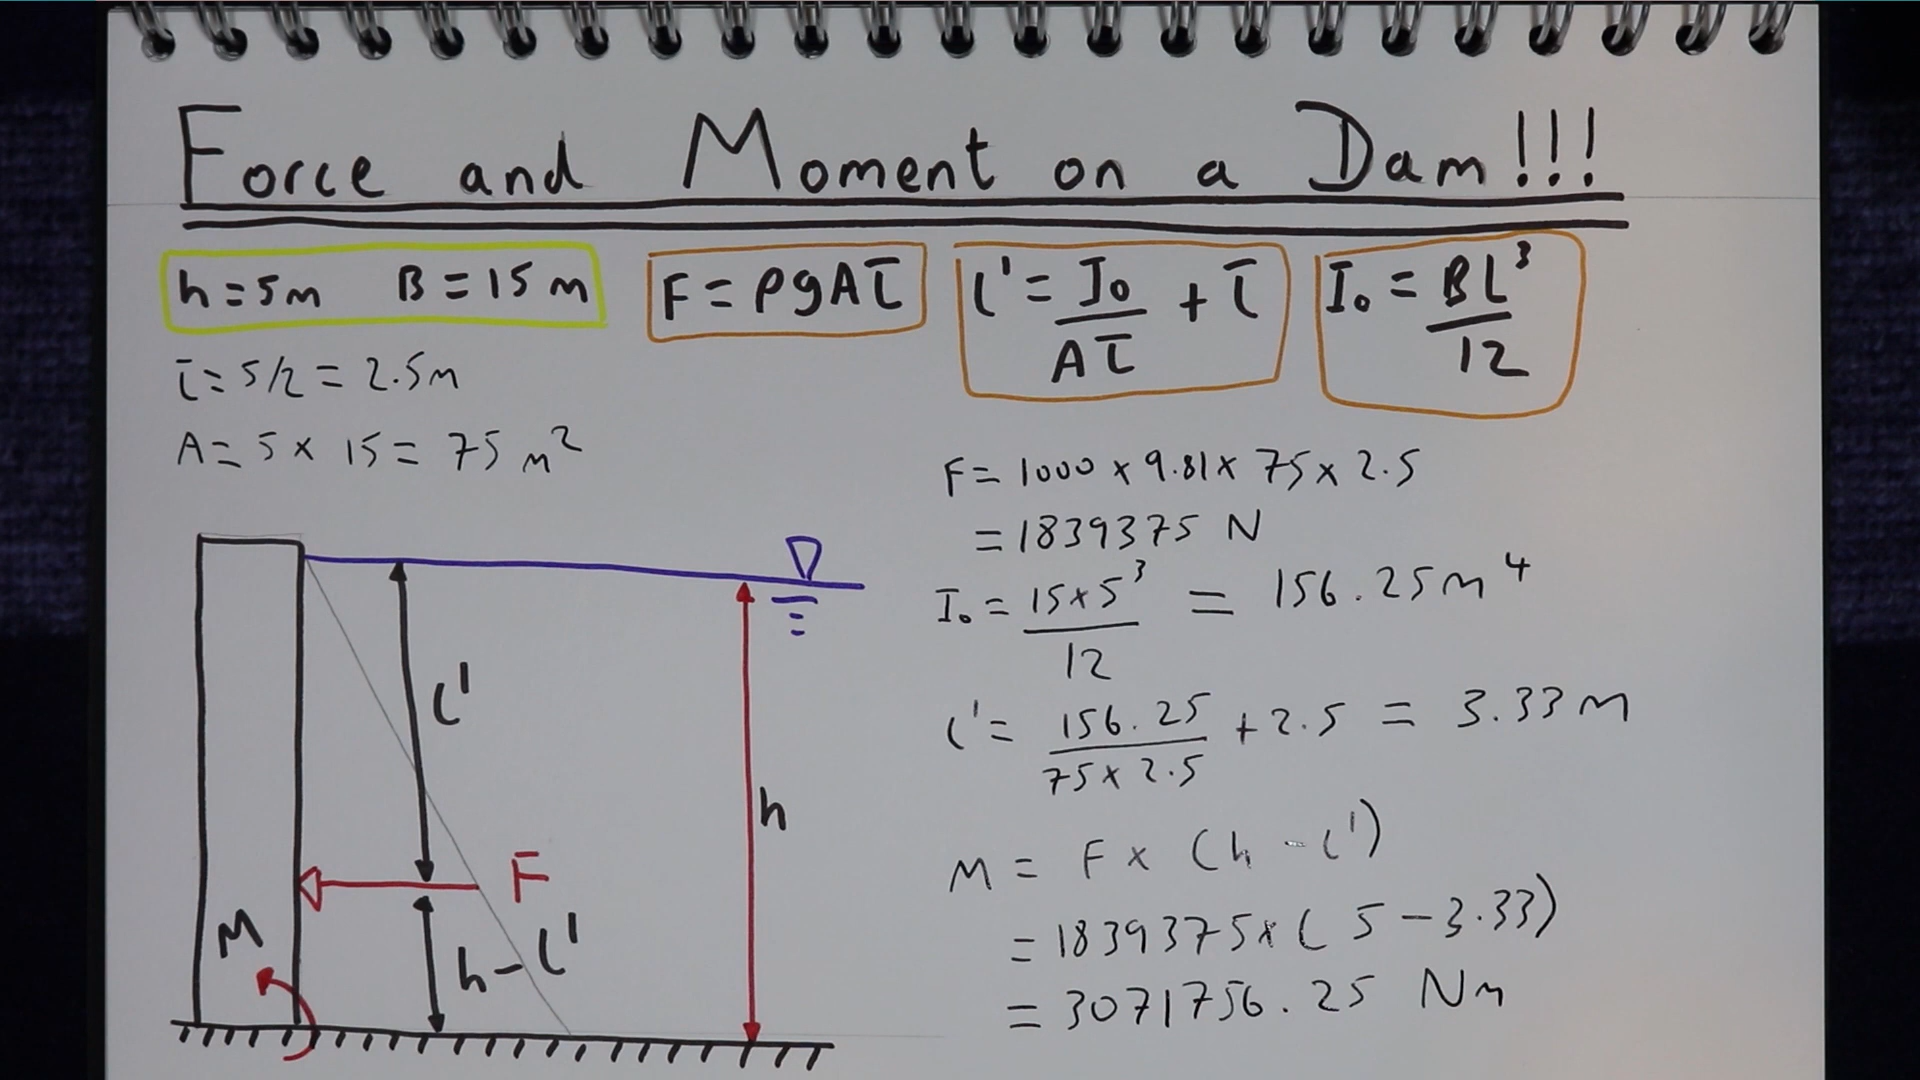 Force and Moment on a Dam!!!
h=5m B=15m
F=ρgAl̄
l'=I₀/Al̄ + l̄
I₀=BL³/12
l̄=5/2=2.5m
A=5×15=75m²
F=1000×9.81×75×2.5
=1839375 N
I₀=15×5³/12 = 156.25m⁴
l'=156.25/75×2.5 +2.5 = 3.33m
M = F×(h-l')
=1839375×(5-3.33)
=3071756.25 Nm
l'
h
F
M
h-l'